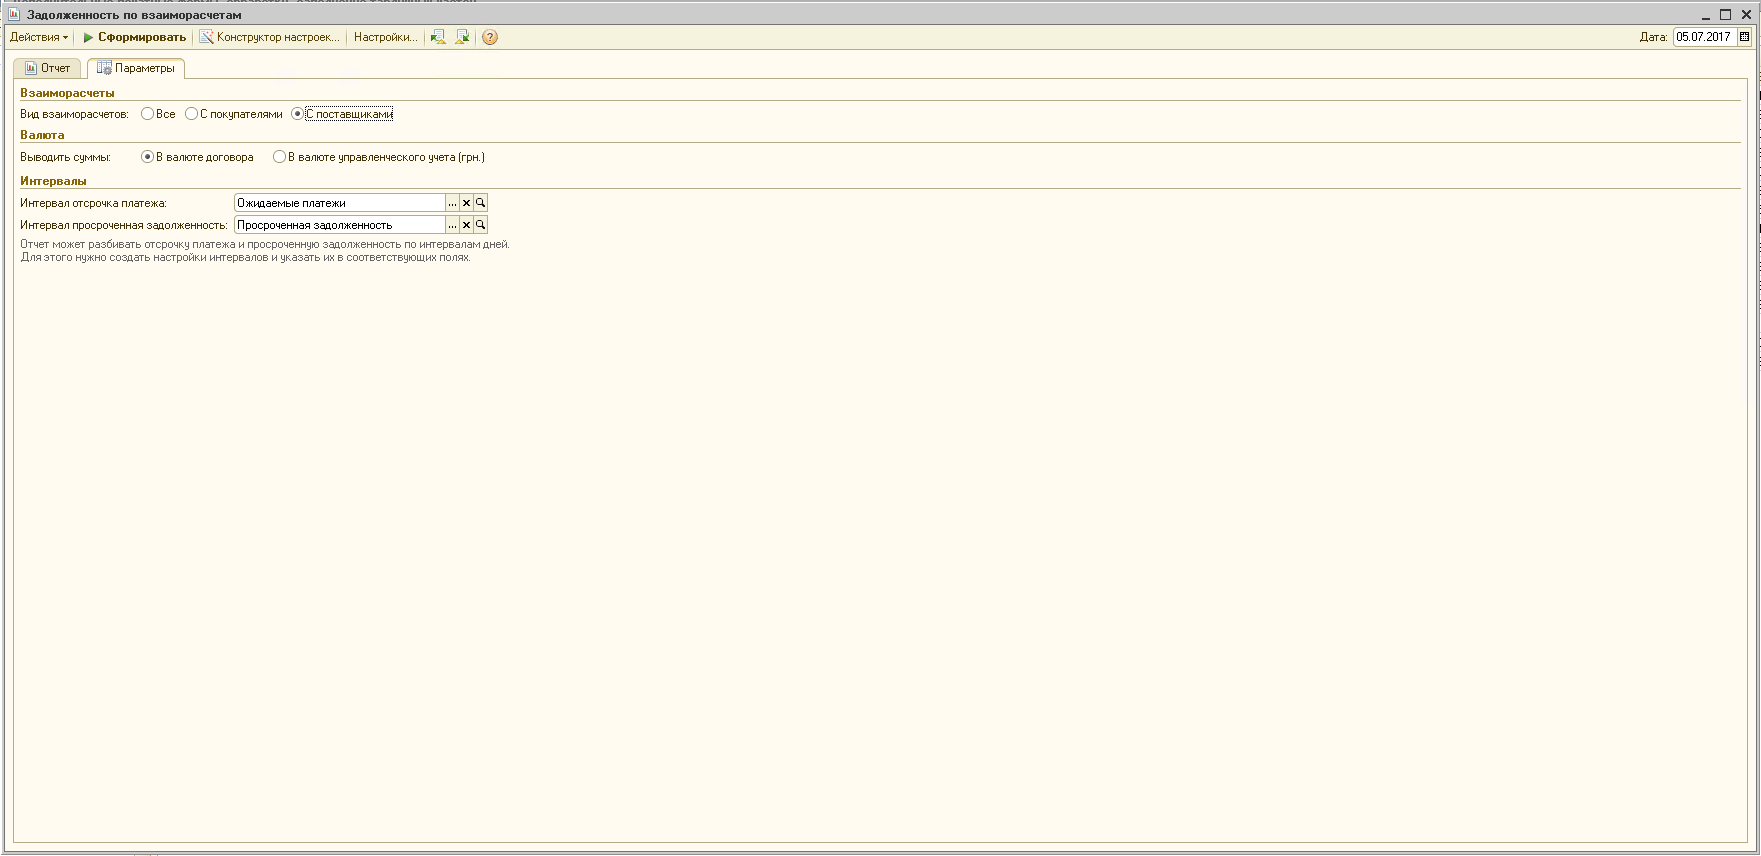 Задолженность по взаиморасчетам
Действия Сформировать Конструктор настроек... Настройки... ? Дата: 05.07.2017
Отчет Параметры
Взаиморасчеты
Вид взаиморасчетов: Все С покупателями С поставщиками
Валюта
Выводить суммы: В валюте договора В валюте управленческого учета (грн.)
Интервалы
Интервал отсрочка платежа: Ожидаемые платежи ...
Интервал просроченная задолженность: Просроченная задолженность ...
Отчет может разбивать отсрочку платежа и просроченную задолженность по интервалам дней.
Для этого нужно создать настройки интервалов и указать их в соответствующих полях.